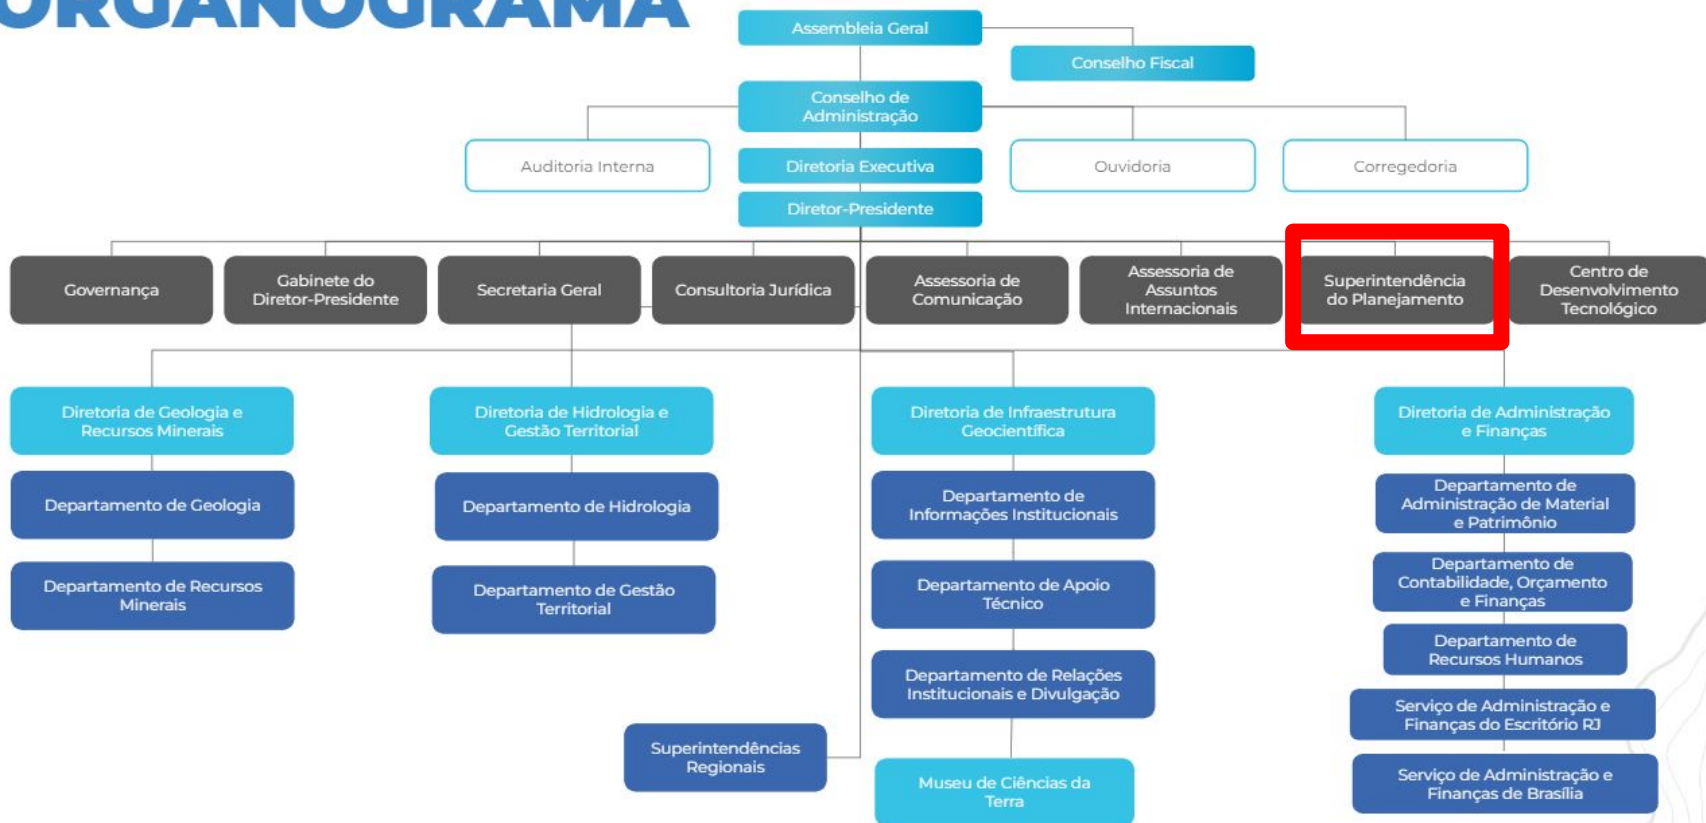 ORGANOGRAMA
Assembleia Geral
Conselho Fiscal
Conselho de
Administração
Auditoria Interna
Diretoria Executiva
Ouvidoria
Corregedoria
Diretor-Presidente
Governança
Gabinete do
Diretor-Presidente
Secretaria Geral
Consultoria Jurídica
Assessoria de
Comunicação
Assessoria de
Assuntos
Internacionais
Superintendência
do Planejamento
Centro de
Desenvolvimento
Tecnológico
Diretoria de Geologia e
Recursos Minerais
Diretoria de Hidrologia e
Gestão Territorial
Diretoria de Infraestrutura
Geocientífica
Diretoria de Administração
e Finanças
Departamento de Geologia
Departamento de Hidrologia
Departamento de
Informações Institucionais
Departamento de
Administração de Material
e Patrimônio
Departamento de Recursos
Minerais
Departamento de Gestão
Territorial
Departamento de Apoio
Técnico
Departamento de
Contabilidade, Orçamento
e Finanças
Departamento de Relações
Institucionais e Divulgação
Departamento de
Recursos Humanos
Serviço de Administração e
Finanças do Escritório RJ
Superintendências
Regionais
Museu de Ciências da
Terra
Serviço de Administração e
Finanças de Brasília